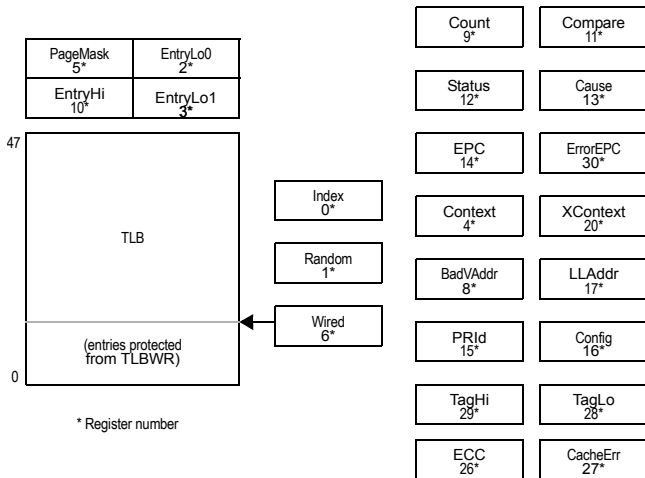 PageMask
5*
EntryLo0
2*
EntryHi
10*
EntryLo1
3*
47
TLB
(entries protected
from TLBWR)
0
* Register number
Index
0*
Random
1*
Wired
6*
Count
9*
Compare
11*
Status
12*
Cause
13*
EPC
14*
ErrorEPC
30*
Context
4*
XContext
20*
BadVAddr
8*
LLAddr
17*
PRId
15*
Config
16*
TagHi
29*
TagLo
28*
ECC
26*
CacheErr
27*